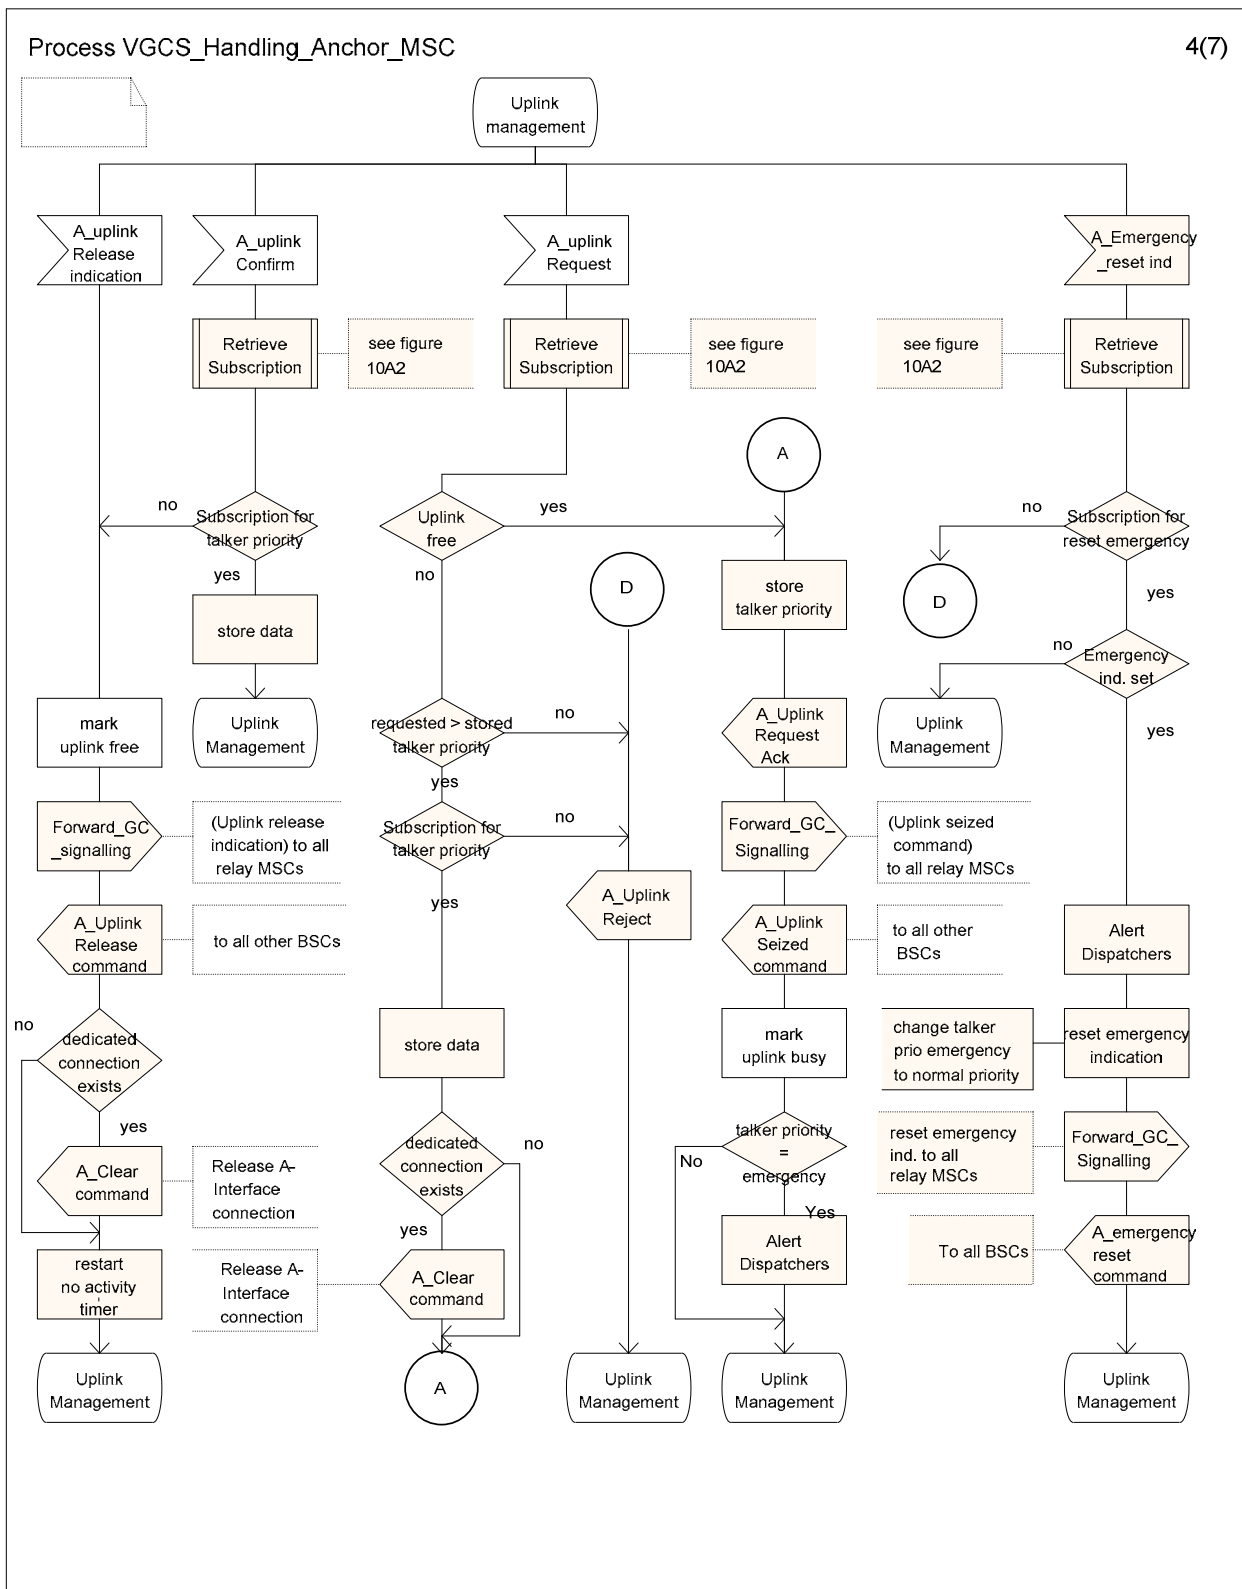 Process VGCS_Handling_Anchor_MSC
4(7)
Uplink
management
A_uplink
Release
indication
A_uplink
Confirm
A_uplink
Request
A_Emergency
_reset ind
Retrieve
Subscription
see figure
10A2
Retrieve
Subscription
see figure
10A2
see figure
10A2
Retrieve
Subscription
A
no
Subscription for
talker priority
yes
Uplink
free
yes
no
no
Subscription for
reset emergency
yes
D
store
talker priority
D
store data
no
Emergency
ind. set
yes
mark
uplink free
Uplink
Management
requested > stored
talker priority
no
yes
A_Uplink
Request
Ack
Uplink
Management
Forward_GC
_signalling
(Uplink release
indication) to all
relay MSCs
Subscription for
talker priority
no
yes
Forward_GC_
Signalling
(Uplink seized
command)
to all relay MSCs
A_Uplink
Reject
A_Uplink
Release
command
to all other BSCs
A_Uplink
Seized
command
to all other
BSCs
Alert
Dispatchers
no
dedicated
connection
exists
yes
store data
mark
uplink busy
change talker
prio emergency
to normal priority
reset emergency
indication
A_Clear
command
Release A-
Interface
connection
dedicated
connection
exists
no
yes
talker priority
=
emergency
No
Yes
reset emergency
ind. to all
relay MSCs
Forward_GC_
Signalling
restart
no activity
timer
Release A-
Interface
connection
A_Clear
command
Alert
Dispatchers
To all BSCs
A_emergency
reset
command
Uplink
Management
A
Uplink
Management
Uplink
Management
Uplink
Management